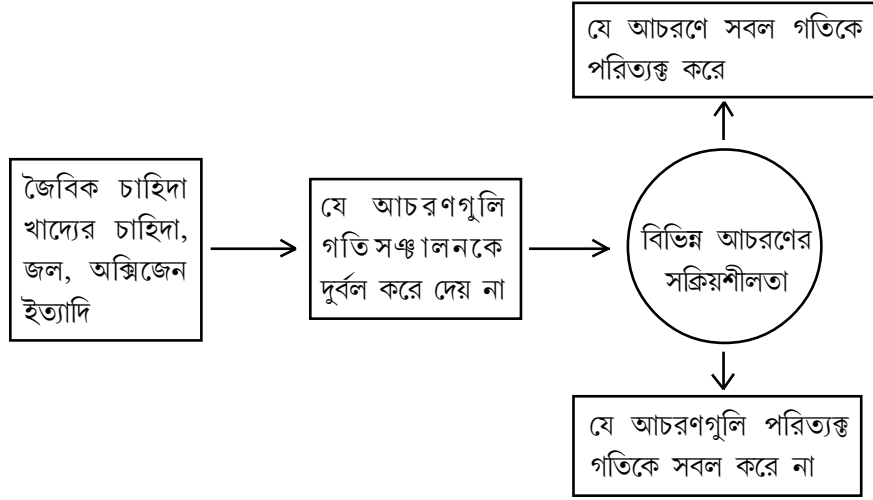 যে আচরণে সবল গতিকে
পরিত্যক্ত করে
জৈবিক চাহিদা
খাদ্যের চাহিদা,
জল, অক্সিজেন
ইত্যাদি
যে আচরণগুলি
গতি সঞ্চালনকে
দুর্বল করে দেয় না
বিভিন্ন আচরণের
সক্রিয়শীলতা
যে আচরণগুলি পরিত্যক্ত
গতিকে সবল করে না